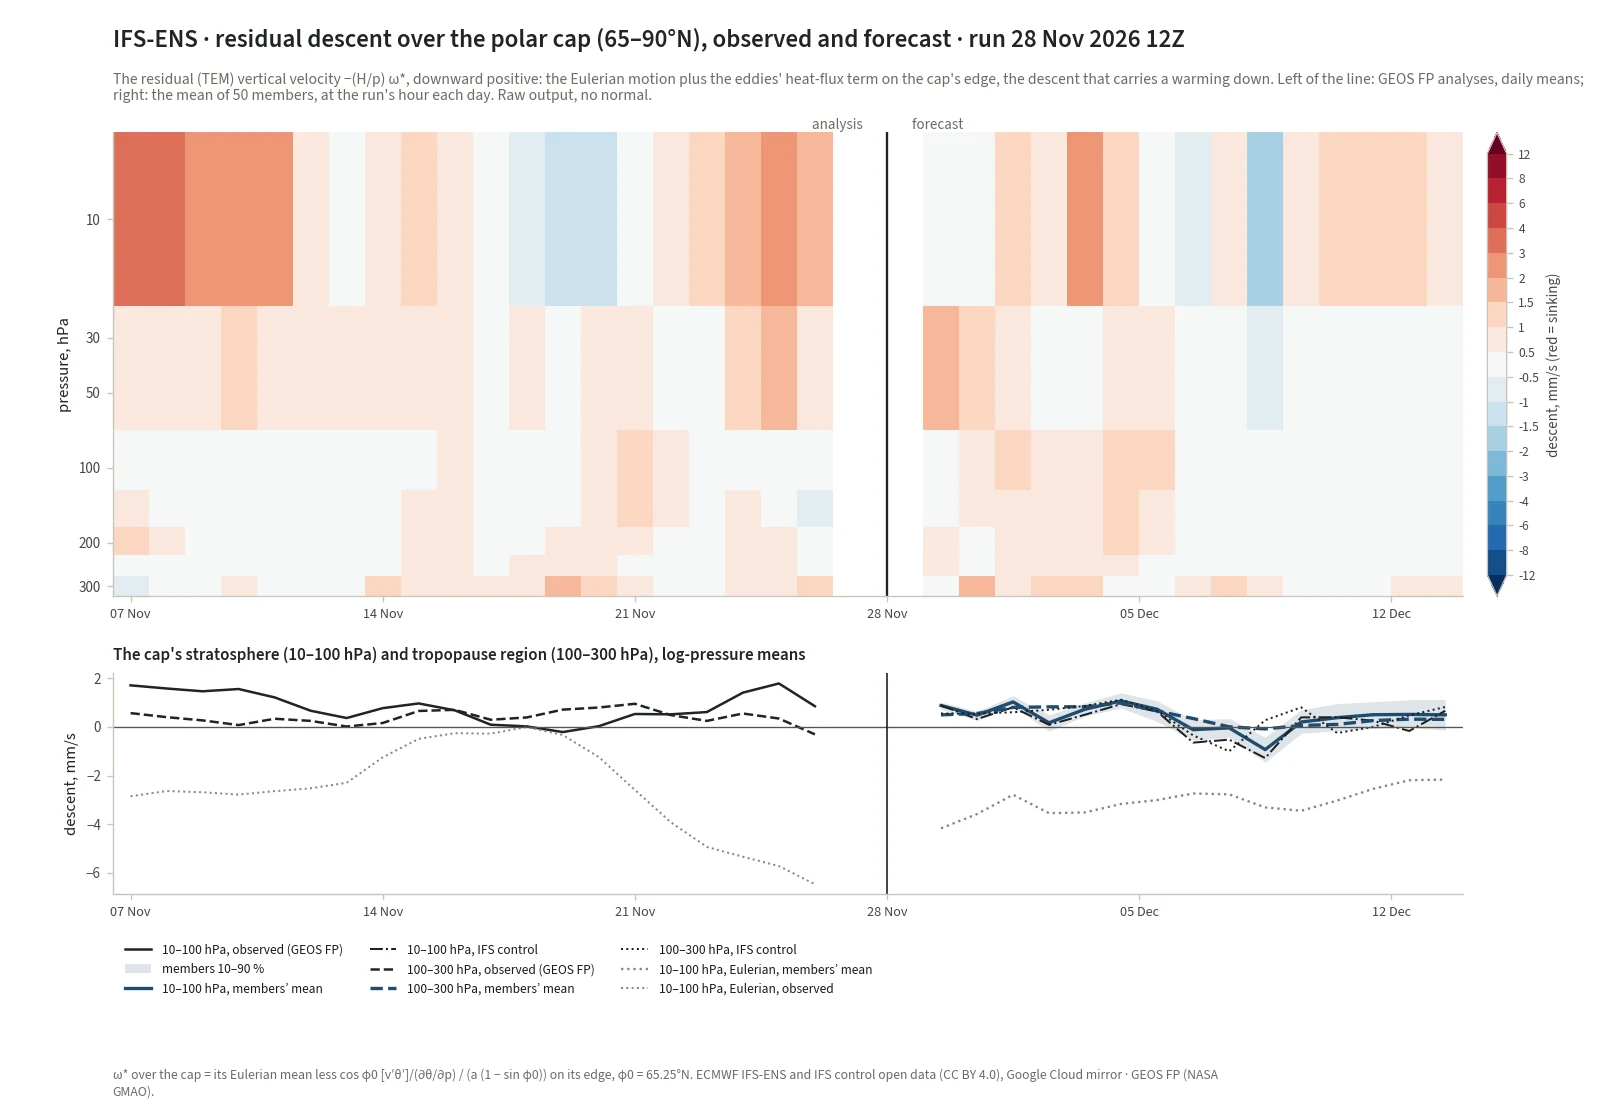 IFS-ENS · residual descent over the polar cap (65–90°N), observed and forecast · run 28 Nov 2026 12Z
The residual (TEM) vertical velocity −(H/p) ω*, downward positive: the Eulerian motion plus the eddies' heat-flux term on the cap's edge, the descent that carries a warming down. Left of the line: GEOS FP analyses, daily means;
right: the mean of 50 members, at the run's hour each day. Raw output, no normal.
analysis
forecast
pressure, hPa
10
30
50
100
200
300
07 Nov
14 Nov
21 Nov
28 Nov
05 Dec
12 Dec
12
8
6
4
3
2
1.5
1
0.5
-0.5
-1
-1.5
-2
-3
-4
-6
-8
-12
descent, mm/s (red = sinking)
The cap's stratosphere (10–100 hPa) and tropopause region (100–300 hPa), log-pressure means
descent, mm/s
2
0
−2
−4
−6
07 Nov
14 Nov
21 Nov
28 Nov
05 Dec
12 Dec
10–100 hPa, observed (GEOS FP)
members 10–90 %
10–100 hPa, members’ mean
10–100 hPa, IFS control
100–300 hPa, observed (GEOS FP)
100–300 hPa, members’ mean
100–300 hPa, IFS control
10–100 hPa, Eulerian, members’ mean
10–100 hPa, Eulerian, observed
ω* over the cap = its Eulerian mean less cos φ0 [v′θ′]/(∂θ/∂p) / (a (1 − sin φ0)) on its edge, φ0 = 65.25°N. ECMWF IFS-ENS and IFS control open data (CC BY 4.0), Google Cloud mirror · GEOS FP (NASA
GMAO).